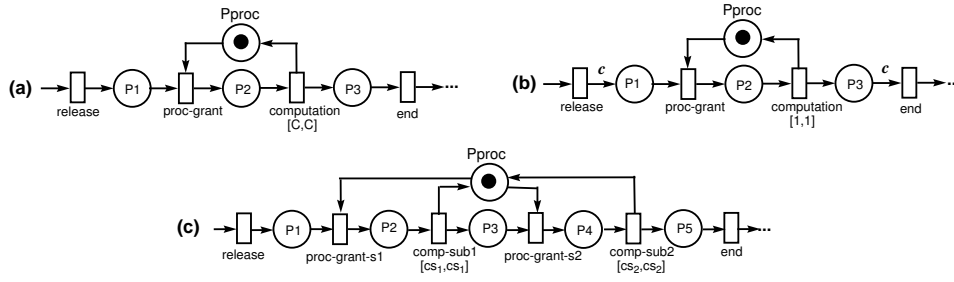 Pproc
(a)
P1
P2
P3
...
release
proc-grant
computation
[C,C]
end
Pproc
(b)
c
P1
P2
P3
c
...
release
proc-grant
computation
[1,1]
end
Pproc
(c)
P1
P2
P3
P4
P5
...
release
proc-grant-s1
comp-sub1
[cs1,cs1]
proc-grant-s2
comp-sub2
[cs2,cs2]
end